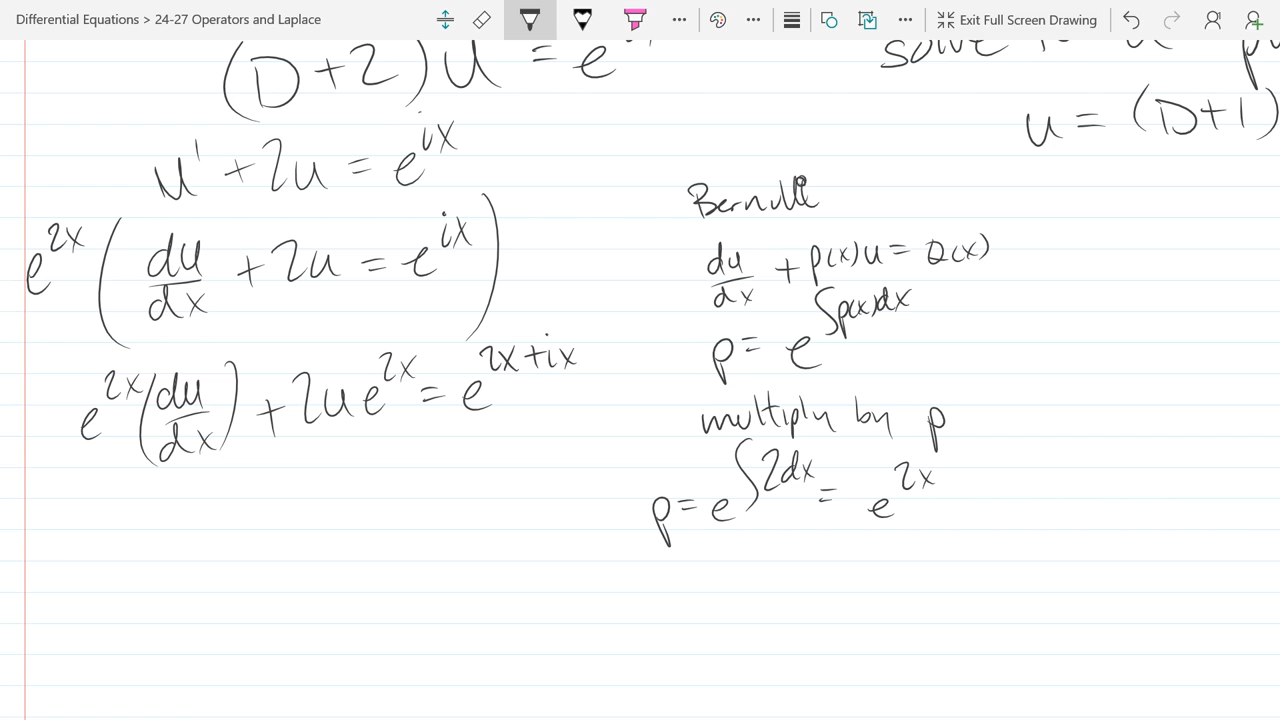 Differential Equations > 24-27 Operators and Laplace
Exit Full Screen Drawing
(D+2)u = e
solve
u = (D+1)
u' + 2u = e^{ix}
e^{2x} ( du/dx + 2u = e^{ix} )
e^{2x} (du/dx) + 2ue^{2x} = e^{2x+ix}
Bernulli
du/dx + p(x)u = Q(x)
p = e^{∫p(x)dx}
multiply by p
p = e^{∫2dx} = e^{2x}